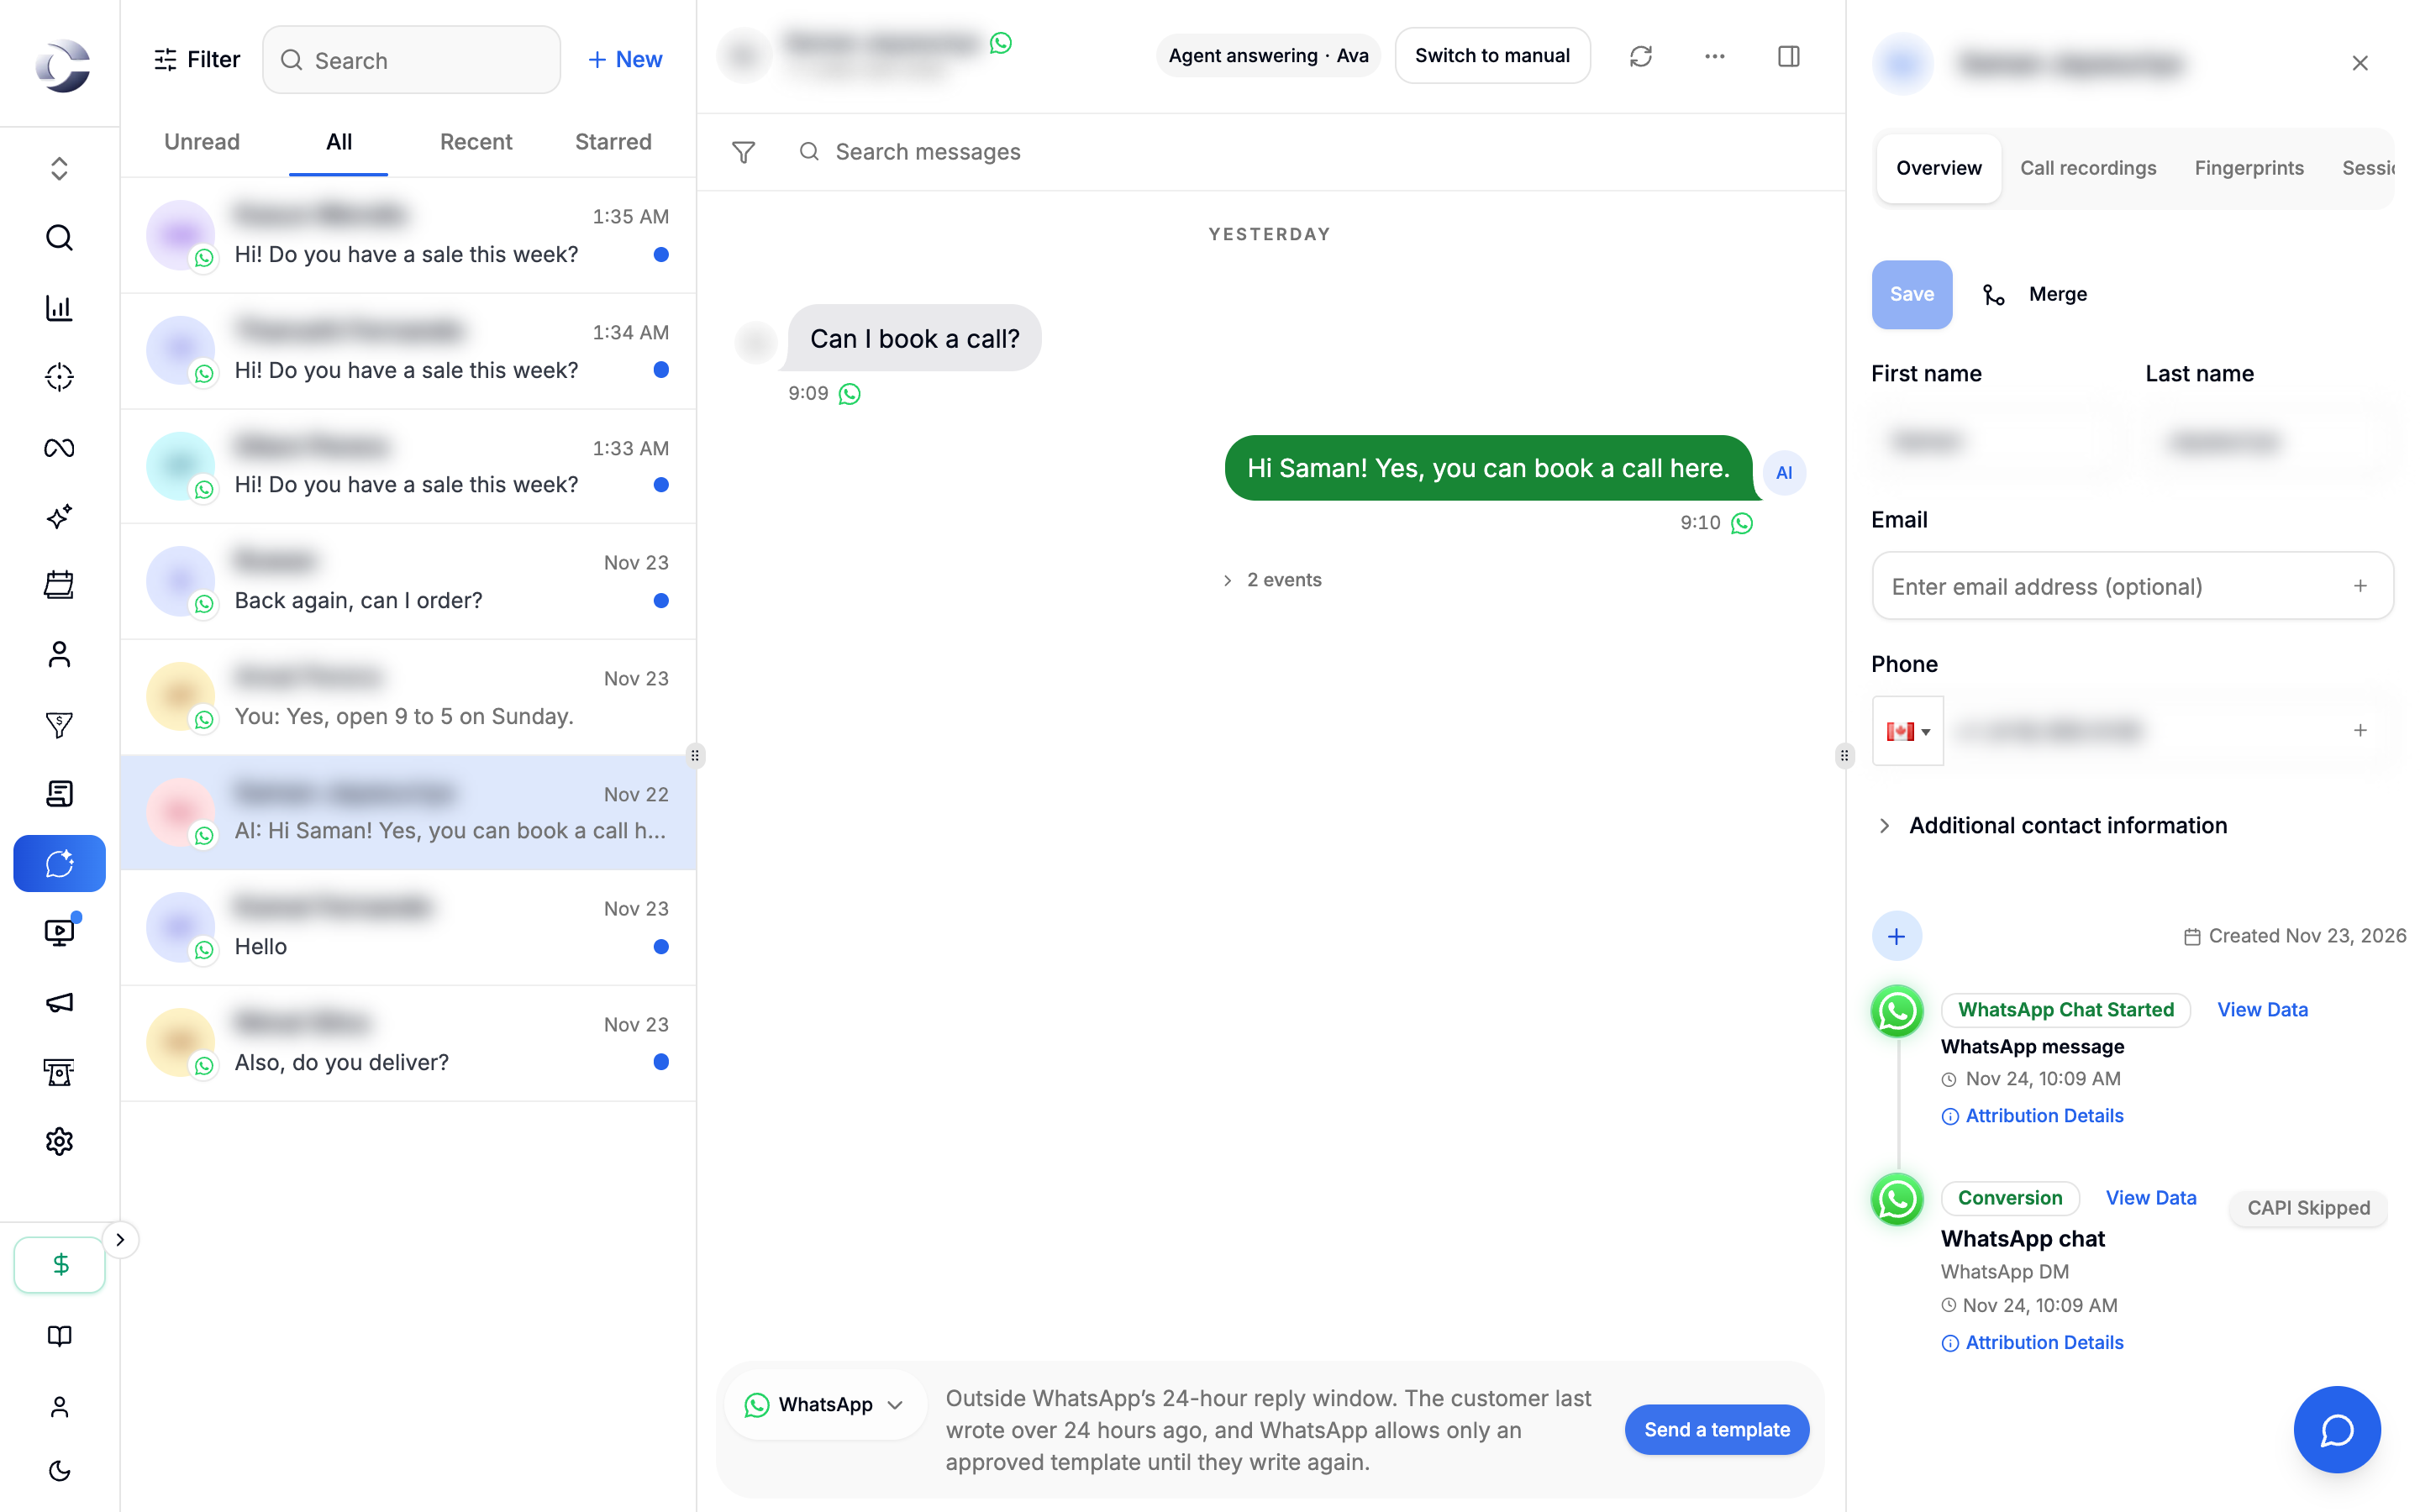 Filter
Search
+ New
Unread
All
Recent
Starred
1:35 AM
Hi! Do you have a sale this week?
1:34 AM
Hi! Do you have a sale this week?
1:33 AM
Hi! Do you have a sale this week?
Nov 23
Back again, can I order?
Nov 23
You: Yes, open 9 to 5 on Sunday.
Nov 22
AI: Hi Saman! Yes, you can book a call h...
Nov 23
Hello
Nov 23
Also, do you deliver?
Agent answering · Ava
Switch to manual
Search messages
YESTERDAY
Can I book a call?
9:09
Hi Saman! Yes, you can book a call here.
AI
9:10
2 events
WhatsApp
Outside WhatsApp’s 24-hour reply window. The customer last
wrote over 24 hours ago, and WhatsApp allows only an
approved template until they write again.
Send a template
Overview
Call recordings
Fingerprints
Sessic
Save
Merge
First name
Last name
Email
Enter email address (optional)
Phone
Additional contact information
Created Nov 23, 2026
WhatsApp Chat Started
View Data
WhatsApp message
Nov 24, 10:09 AM
Attribution Details
Conversion
View Data
CAPI Skipped
WhatsApp chat
WhatsApp DM
Nov 24, 10:09 AM
Attribution Details